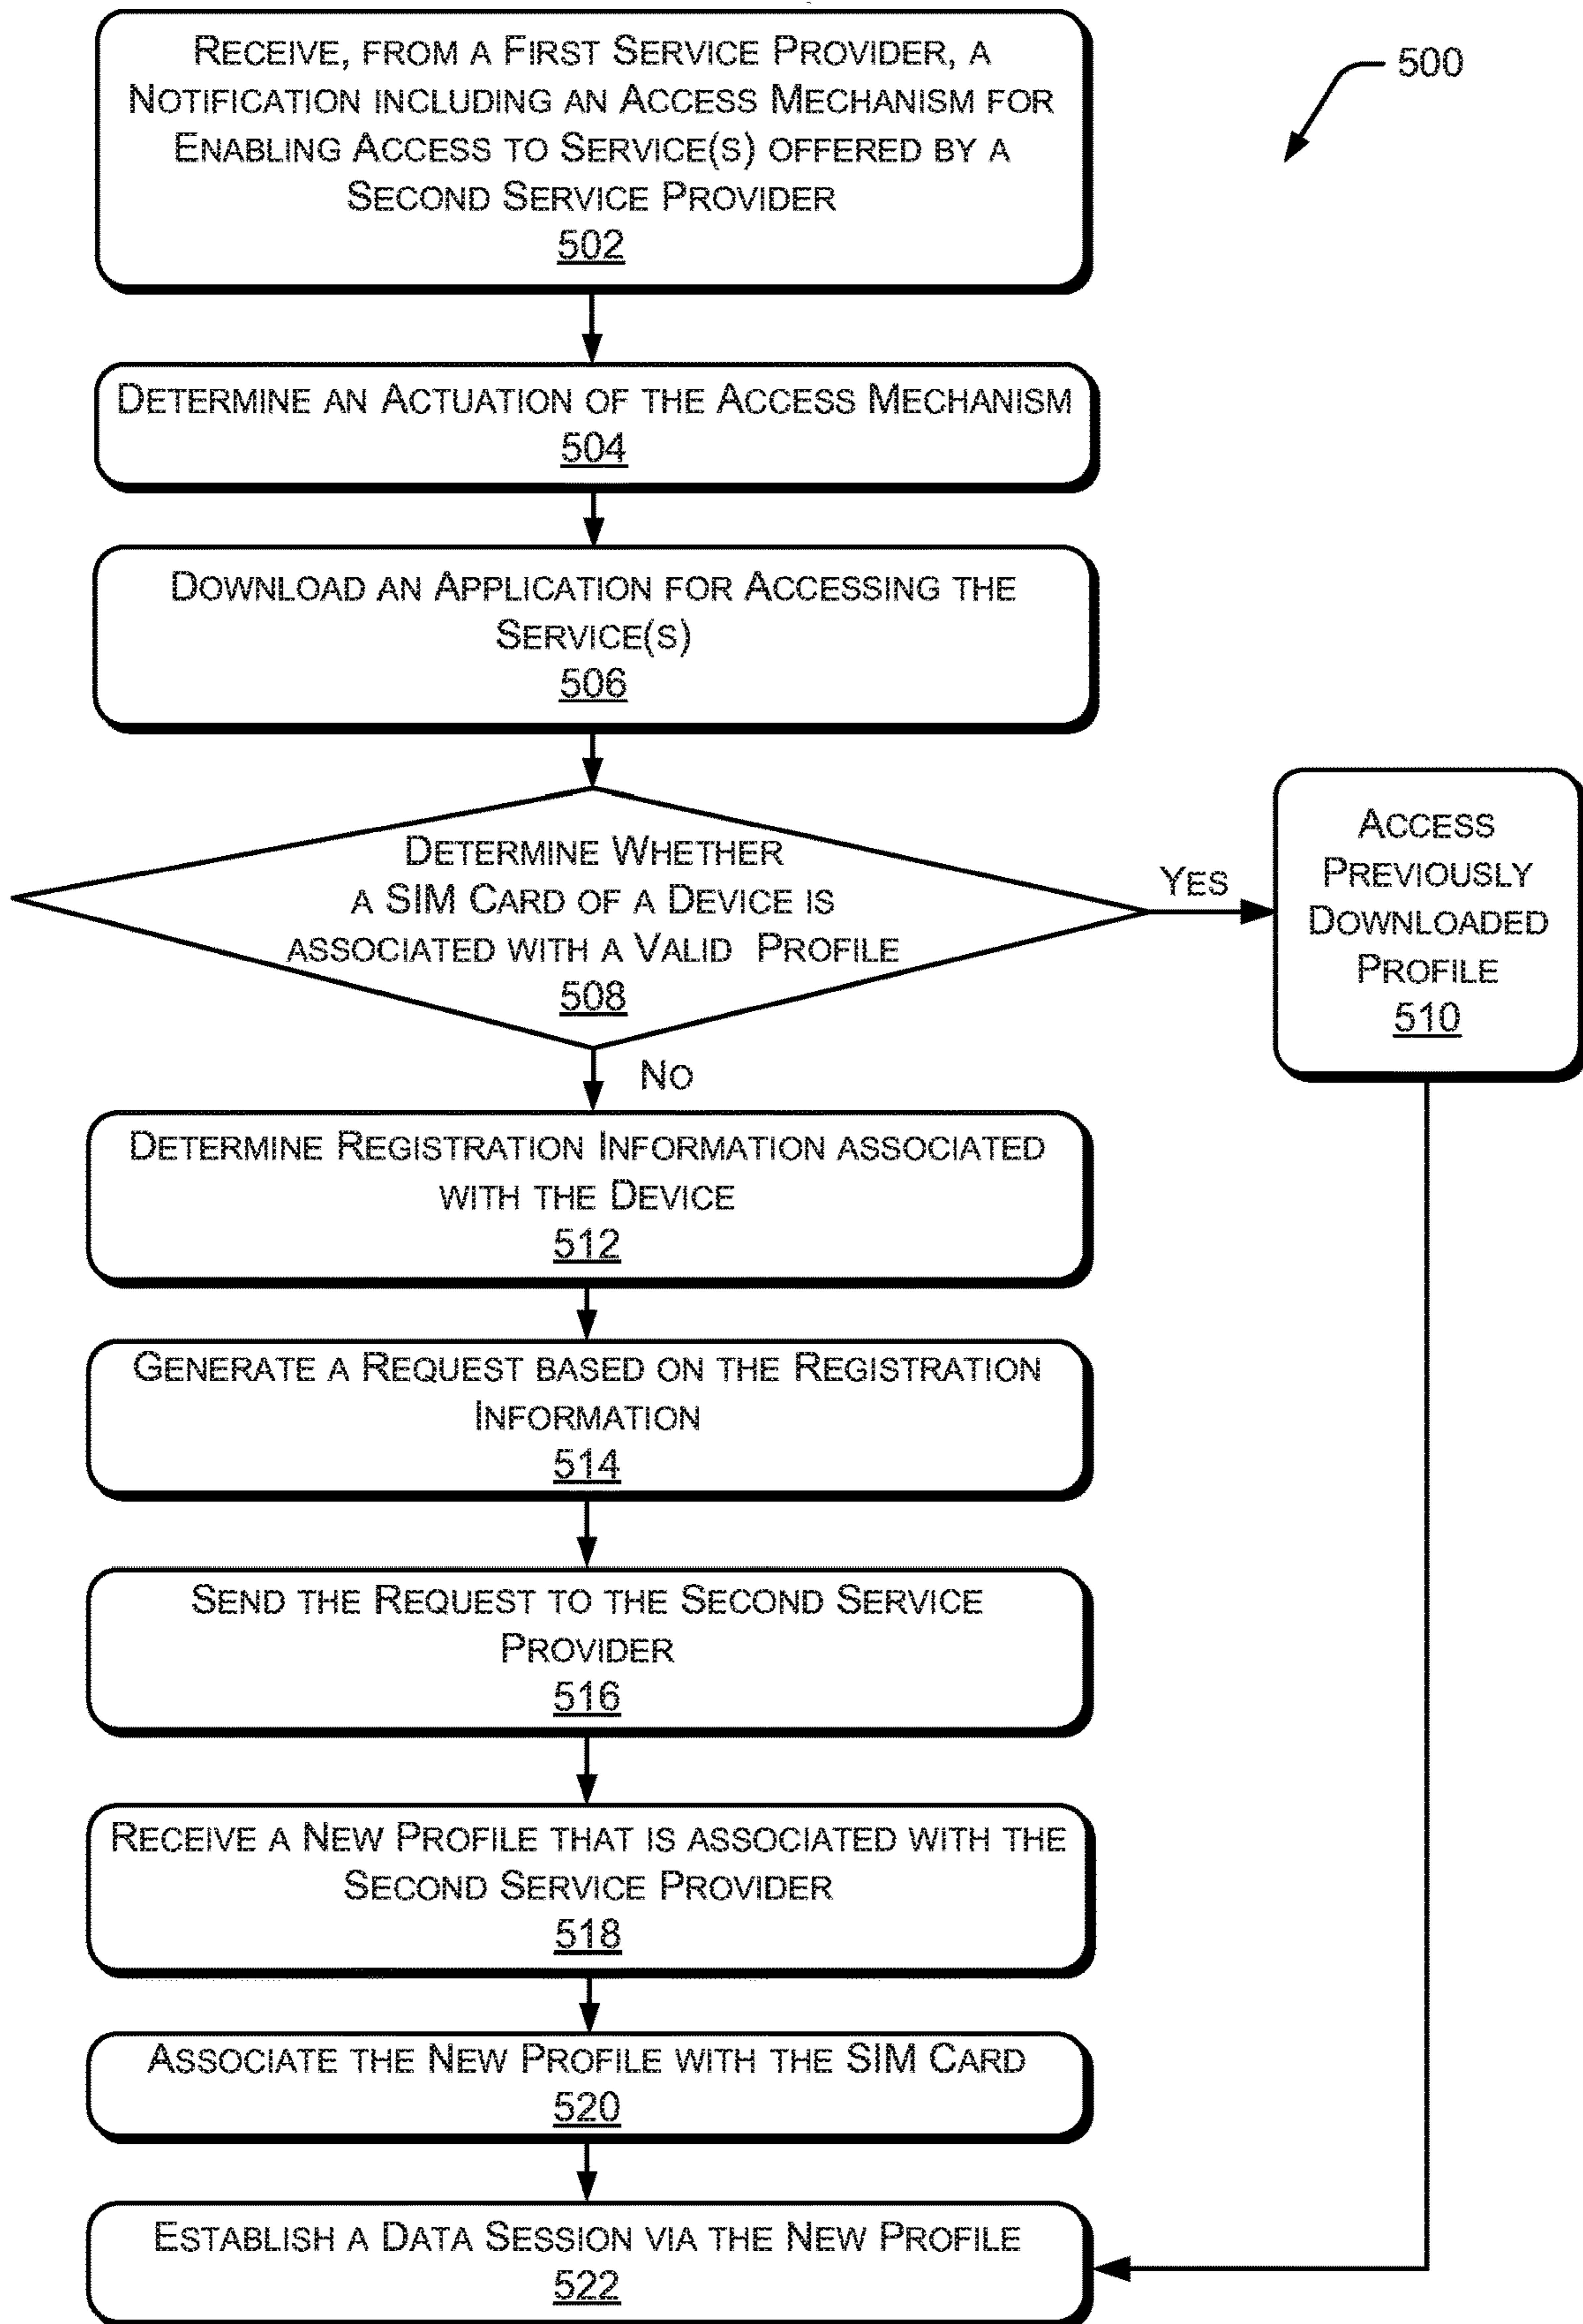 RECEIVE, FROM A FIRST SERVICE PROVIDER, A
NOTIFICATION INCLUDING AN ACCESS MECHANISM FOR
ENABLING ACCESS TO SERVICE(S) OFFERED BY A
SECOND SERVICE PROVIDER
502
500
DETERMINE AN ACTUATION OF THE ACCESS MECHANISM
504
DOWNLOAD AN APPLICATION FOR ACCESSING THE
SERVICE(S)
506
DETERMINE WHETHER
A SIM CARD OF A DEVICE IS
ASSOCIATED WITH A VALID PROFILE
508
YES
ACCESS
PREVIOUSLY
DOWNLOADED
PROFILE
510
NO
DETERMINE REGISTRATION INFORMATION ASSOCIATED
WITH THE DEVICE
512
GENERATE A REQUEST BASED ON THE REGISTRATION
INFORMATION
514
SEND THE REQUEST TO THE SECOND SERVICE
PROVIDER
516
RECEIVE A NEW PROFILE THAT IS ASSOCIATED WITH THE
SECOND SERVICE PROVIDER
518
ASSOCIATE THE NEW PROFILE WITH THE SIM CARD
520
ESTABLISH A DATA SESSION VIA THE NEW PROFILE
522